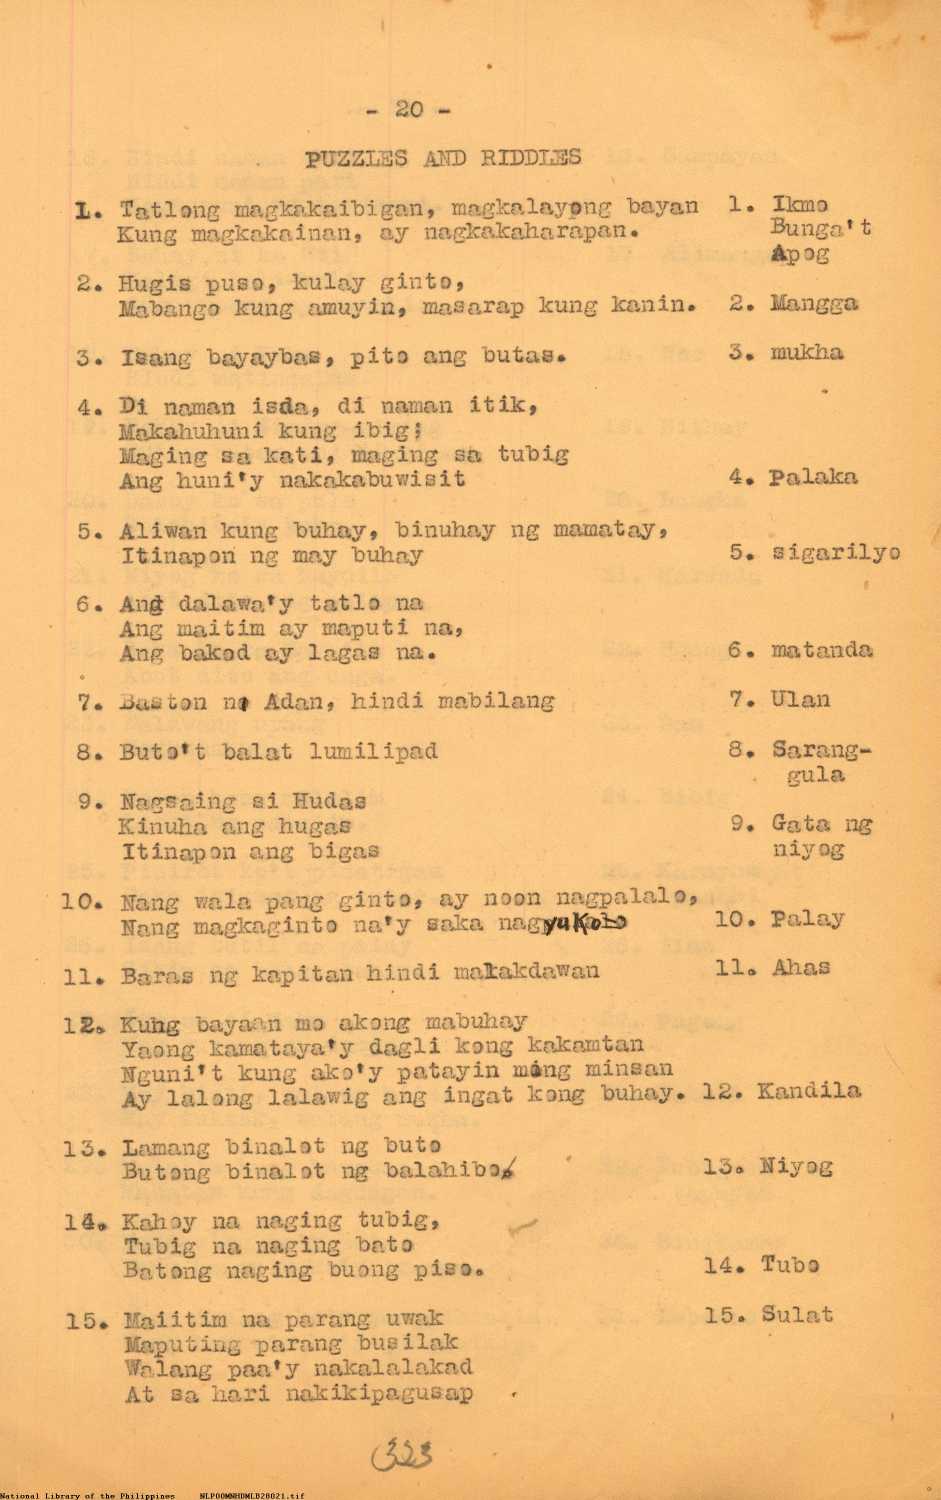 - 20 -
PUZZLES AND RIDDLES
1. Tatlong magkakaibigan, magkalayong bayan 1. Ikmo
Kung magkakainan, ay nagkakaharapan. Bunga't
Apog
2. Hugis puso, kulay ginto,
Mabango kung amuyin, masarap kung kanin. 2. Mangga
3. Isang bayaybas, pito ang butas. 3. mukha
4. Di naman isda, di naman itik,
Makahuhuni kung ibig;
Maging sa kati, maging sa tubig
Ang huni'y nakakabuwisit 4. Palaka
5. Aliwan kung buhay, binuhay ng mamatay,
Itinapon ng may buhay 5. sigarilyo
6. Ang dalawa'y tatlo na
Ang maitim ay maputi na,
Ang bakod ay lagas na. 6. matanda
7. Baston ni Adan, hindi mabilang 7. Ulan
8. Buto't balat lumilipad 8. Sarang-
gula
9. Nagsaing si Hudas
Kinuha ang hugas 9. Gata ng
Itinapon ang bigas niyog
10. Nang wala pang ginto, ay noon nagpalalo,
Nang magkaginto na'y saka nagyuko 10. Palay
11. Baras ng kapitan hindi matakdawan 11. Ahas
12. Kung bayaan mo akong mabuhay
Yaong kamataya'y dagli kong kakamtan
Nguni't kung ako'y patayin mong minsan
Ay lalong lalawig ang ingat kong buhay. 12. Kandila
13. Lamang binalot ng buto
Butong binalot ng balahibo. 13. Niyog
14. Kahoy na naging tubig,
Tubig na naging bato
Batong naging buong piso. 14. Tubo
15. Maiitim na parang uwak 15. Sulat
Maputing parang busilak
Walang paa'y nakalalakad
At sa hari nakikipagusap
323
National Library of the Philippines NLP00MNHDMLB28021.tif